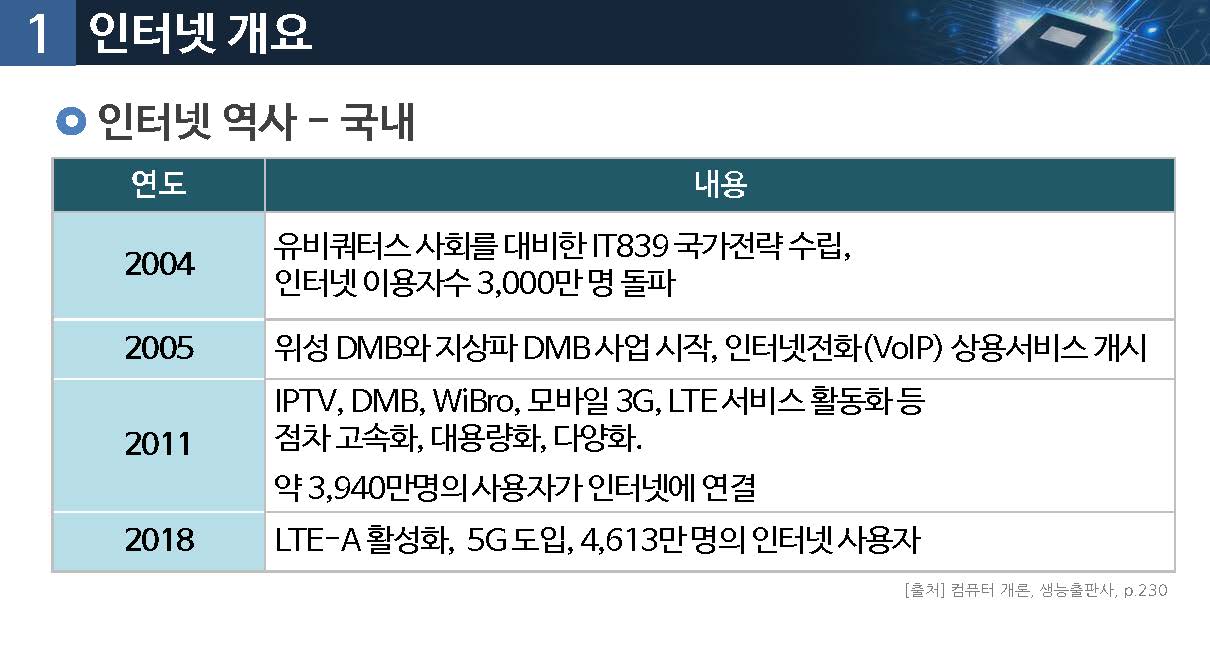 1 인터넷 개요
인터넷 역사 - 국내
연도 내용
2004 유비쿼터스 사회를 대비한 IT839 국가전략 수립,
인터넷 이용자수 3,000만 명 돌파
2005 위성 DMB와 지상파 DMB 사업 시작, 인터넷전화(VoIP) 상용서비스 개시
2011 IPTV, DMB, WiBro, 모바일 3G, LTE 서비스 활동화 등
점차 고속화, 대용량화, 다양화.
약 3,940만명의 사용자가 인터넷에 연결
2018 LTE-A 활성화, 5G 도입, 4,613만 명의 인터넷 사용자
[출처] 컴퓨터 개론, 생능출판사, p.230